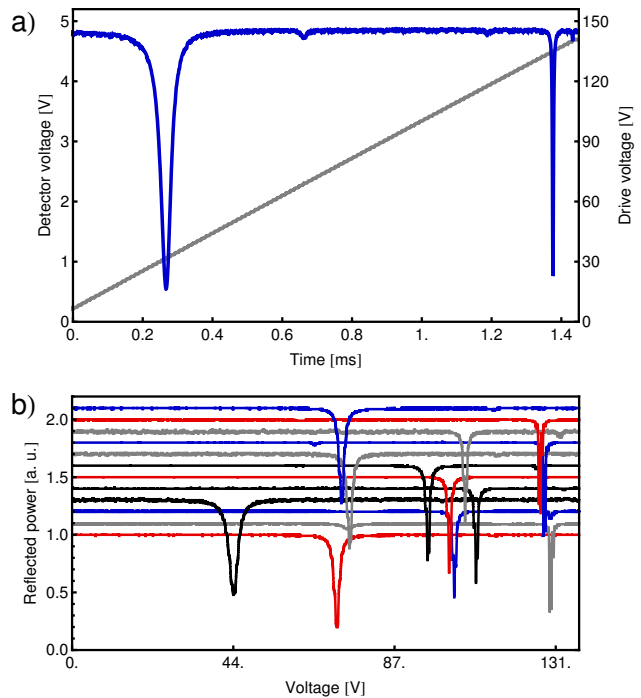 a)
5
4
3
2
1
0
Detector voltage [V]
150
120
90
60
30
0
Drive voltage [V]
0. 0.2 0.4 0.6 0.8 1. 1.2 1.4
Time [ms]
b)
2.0
1.5
1.0
0.5
0.0
Reflected power [a. u.]
0. 44. 87. 131.
Voltage [V]